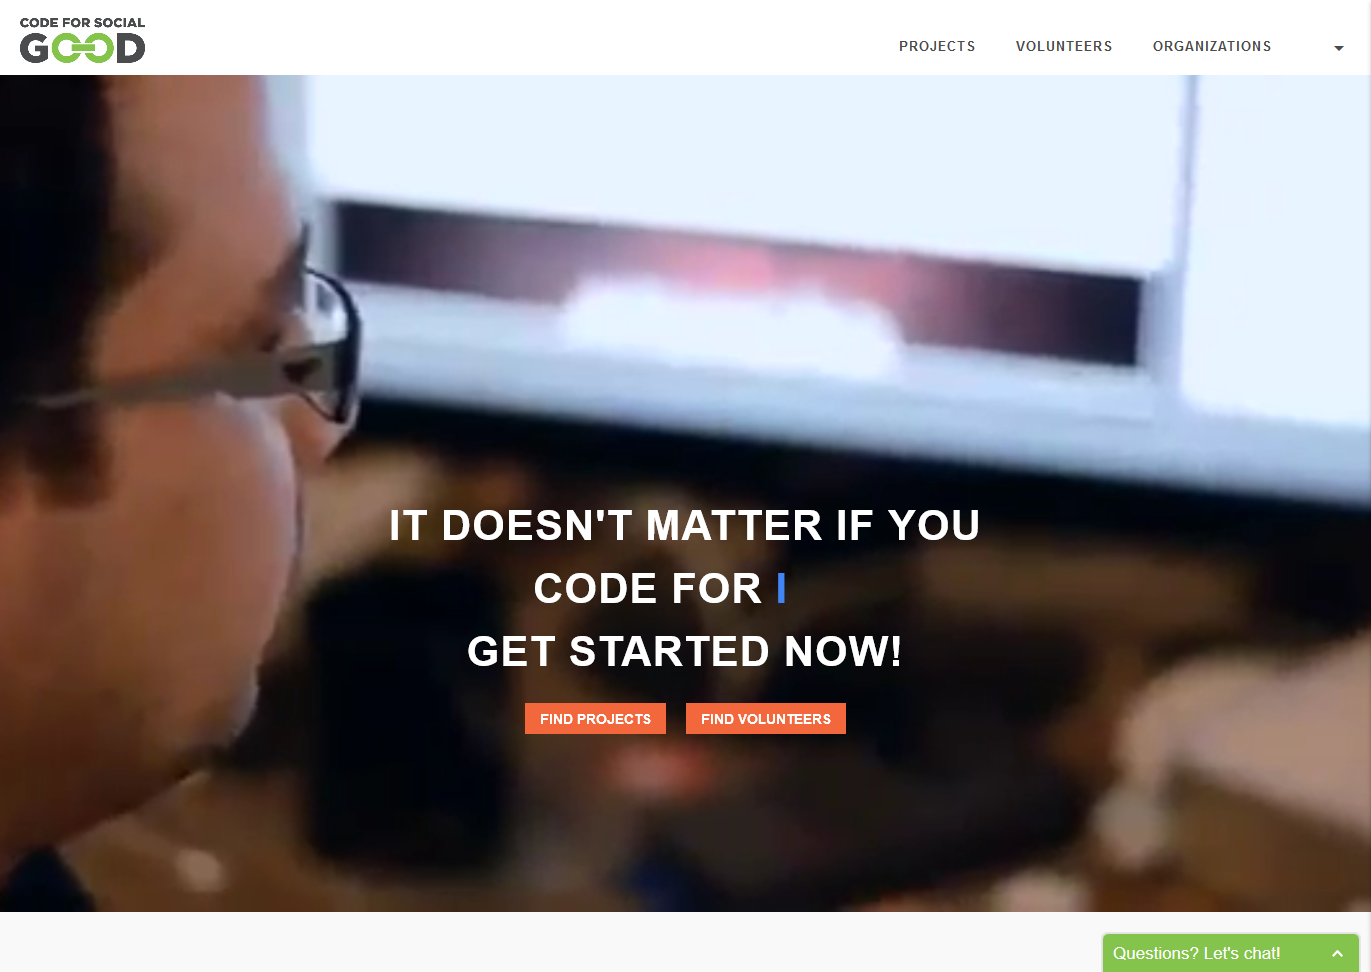 CODE FOR SOCIAL
GOOD
PROJECTS VOLUNTEERS ORGANIZATIONS
IT DOESN'T MATTER IF YOU
CODE FOR I
GET STARTED NOW!
FIND PROJECTS FIND VOLUNTEERS
Questions? Let's chat!